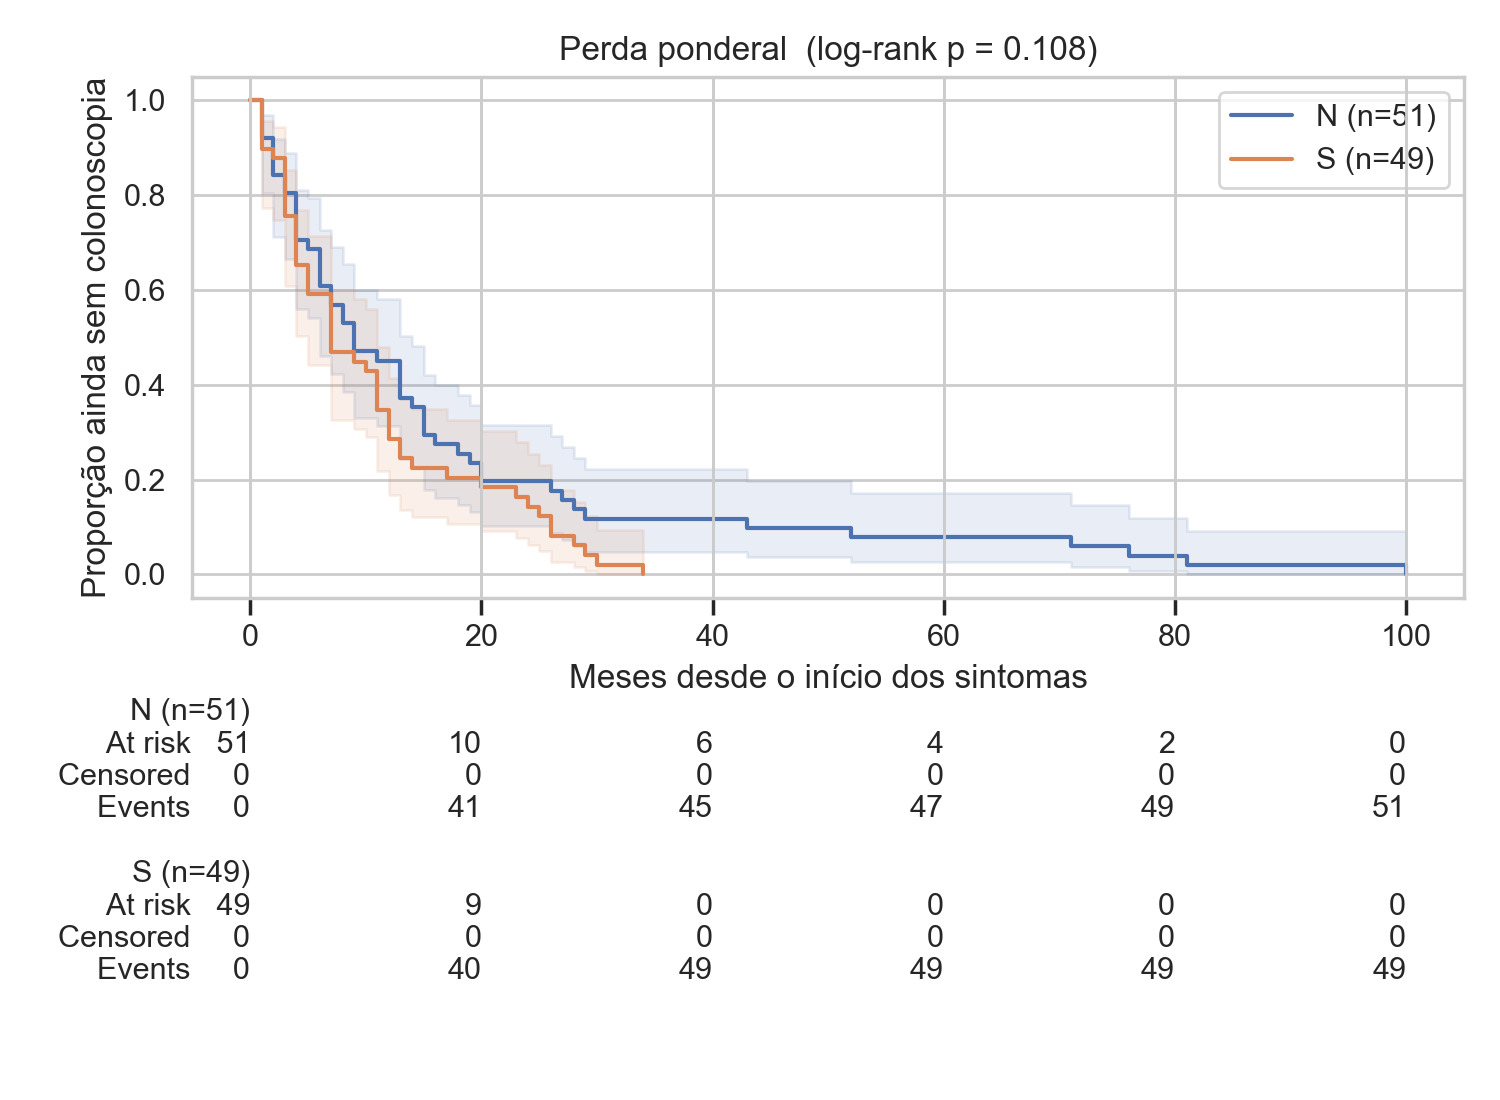 Perda ponderal  (log-rank p = 0.108)
Proporção ainda sem colonoscopia
1.0
0.8
0.6
0.4
0.2
0.0
N (n=51)
S (n=49)
0 20 40 60 80 100
Meses desde o início dos sintomas
N (n=51)
At risk 51 10 6 4 2 0
Censored 0 0 0 0 0 0
Events 0 41 45 47 49 51
S (n=49)
At risk 49 9 0 0 0 0
Censored 0 0 0 0 0 0
Events 0 40 49 49 49 49